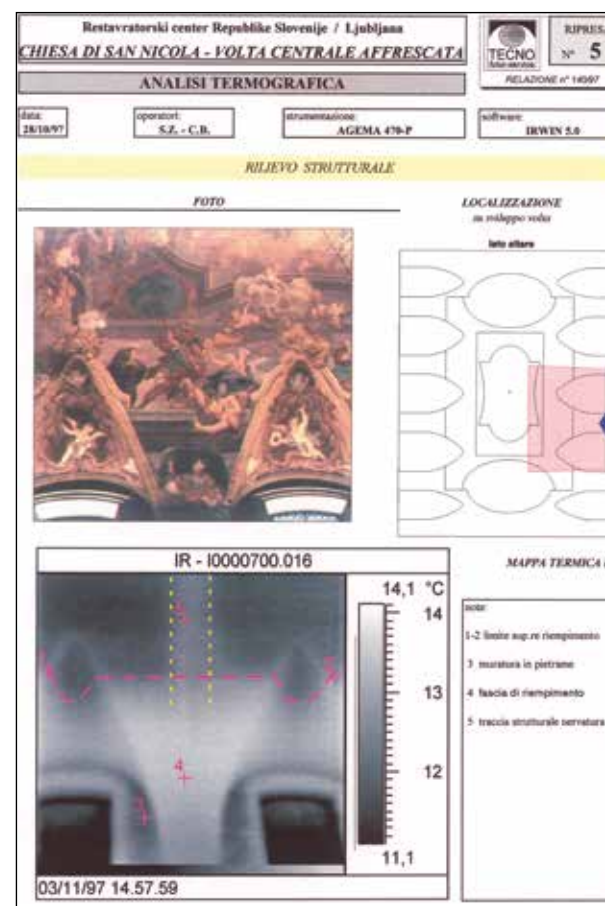 Restavratorski center Republike Slovenije / Ljubljana
CHIESA DI SAN NICOLA - VOLTA CENTRALE AFFRESCATA
TECNO
RIPRESA
N° 5
RELAZIONE n° 140/97
ANALISI TERMOGRAFICA
data:
28/10/97
operatori:
S.Z. - C.B.
strumentazione:
AGEMA 470-P
software:
IRWIN 5.0
RILIEVO STRUTTURALE
FOTO
LOCALIZZAZIONE
su sviluppo volta
lato altare
IR - I0000700.016
14,1 °C
14
13
12
11,1
03/11/97 14.57.59
MAPPA TERMICA
note:
1-2 limite sup.re riempimento
3 muratura in pietrame
4 fascia di riempimento
5 traccia strutturale nervatura